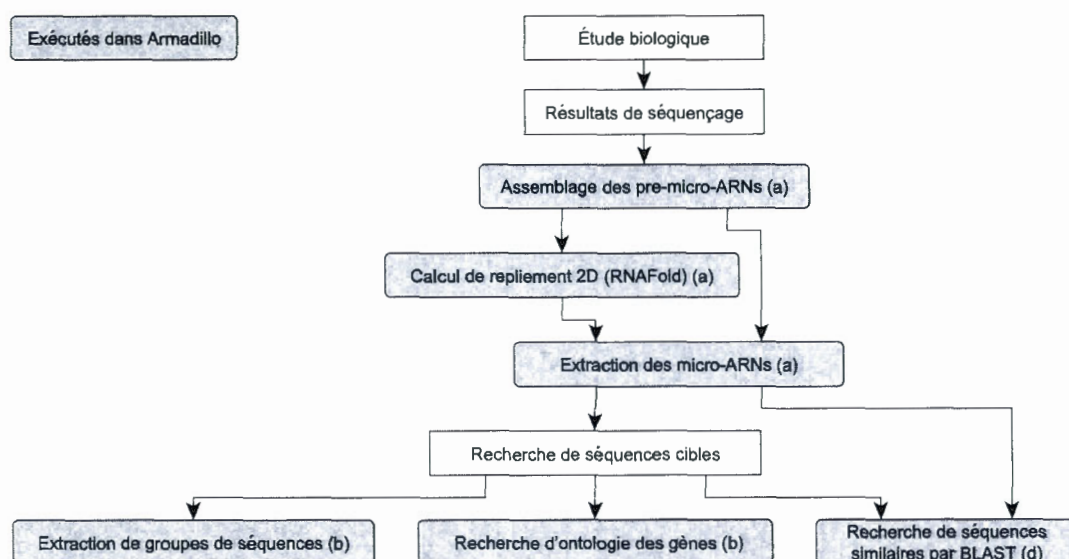 Exécutés dans Armadillo
Étude biologique
Résultats de séquençage
Assemblage des pre-micro-ARNs (a)
Calcul de repliement 2D (RNAFold) (a)
Extraction des micro-ARNs (a)
Recherche de séquences cibles
Extraction de groupes de séquences (b)
Recherche d'ontologie des gènes (b)
Recherche de séquences
similaires par BLAST (d)